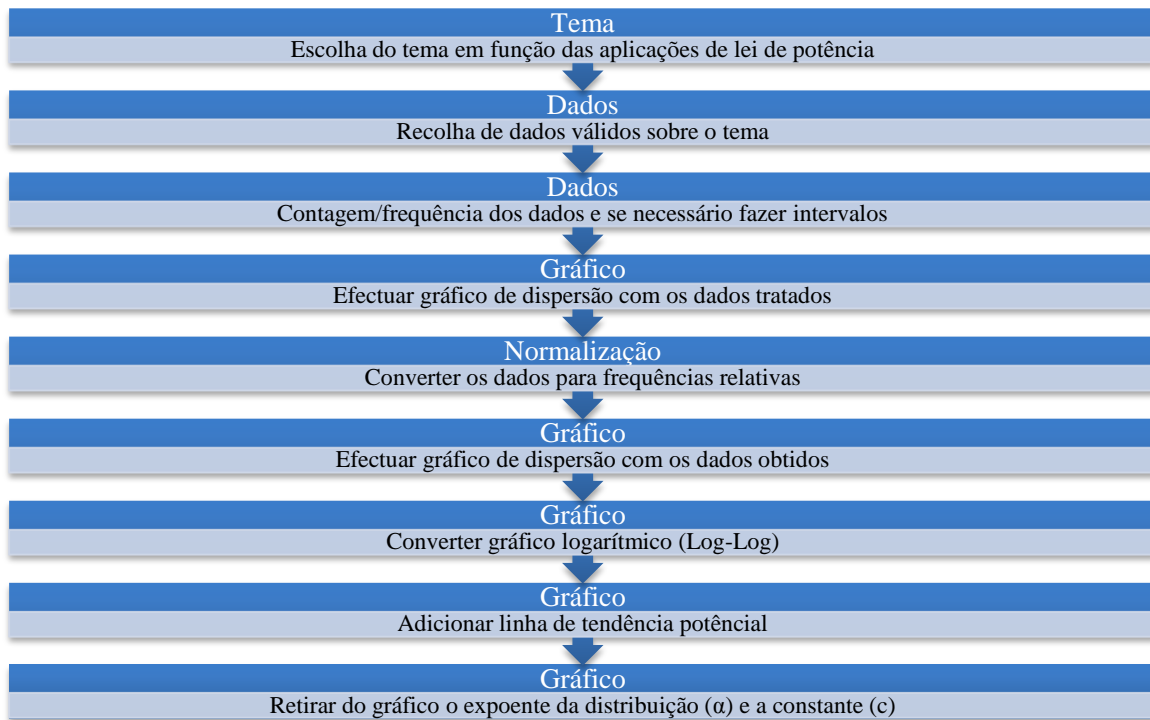 Tema
Escolha do tema em função das aplicações de lei de potência
Dados
Recolha de dados válidos sobre o tema
Dados
Contagem/frequência dos dados e se necessário fazer intervalos
Gráfico
Efectuar gráfico de dispersão com os dados tratados
Normalização
Converter os dados para frequências relativas
Gráfico
Efectuar gráfico de dispersão com os dados obtidos
Gráfico
Converter gráfico logarítmico (Log-Log)
Gráfico
Adicionar linha de tendência potêncial
Gráfico
Retirar do gráfico o expoente da distribuição (α) e a constante (c)